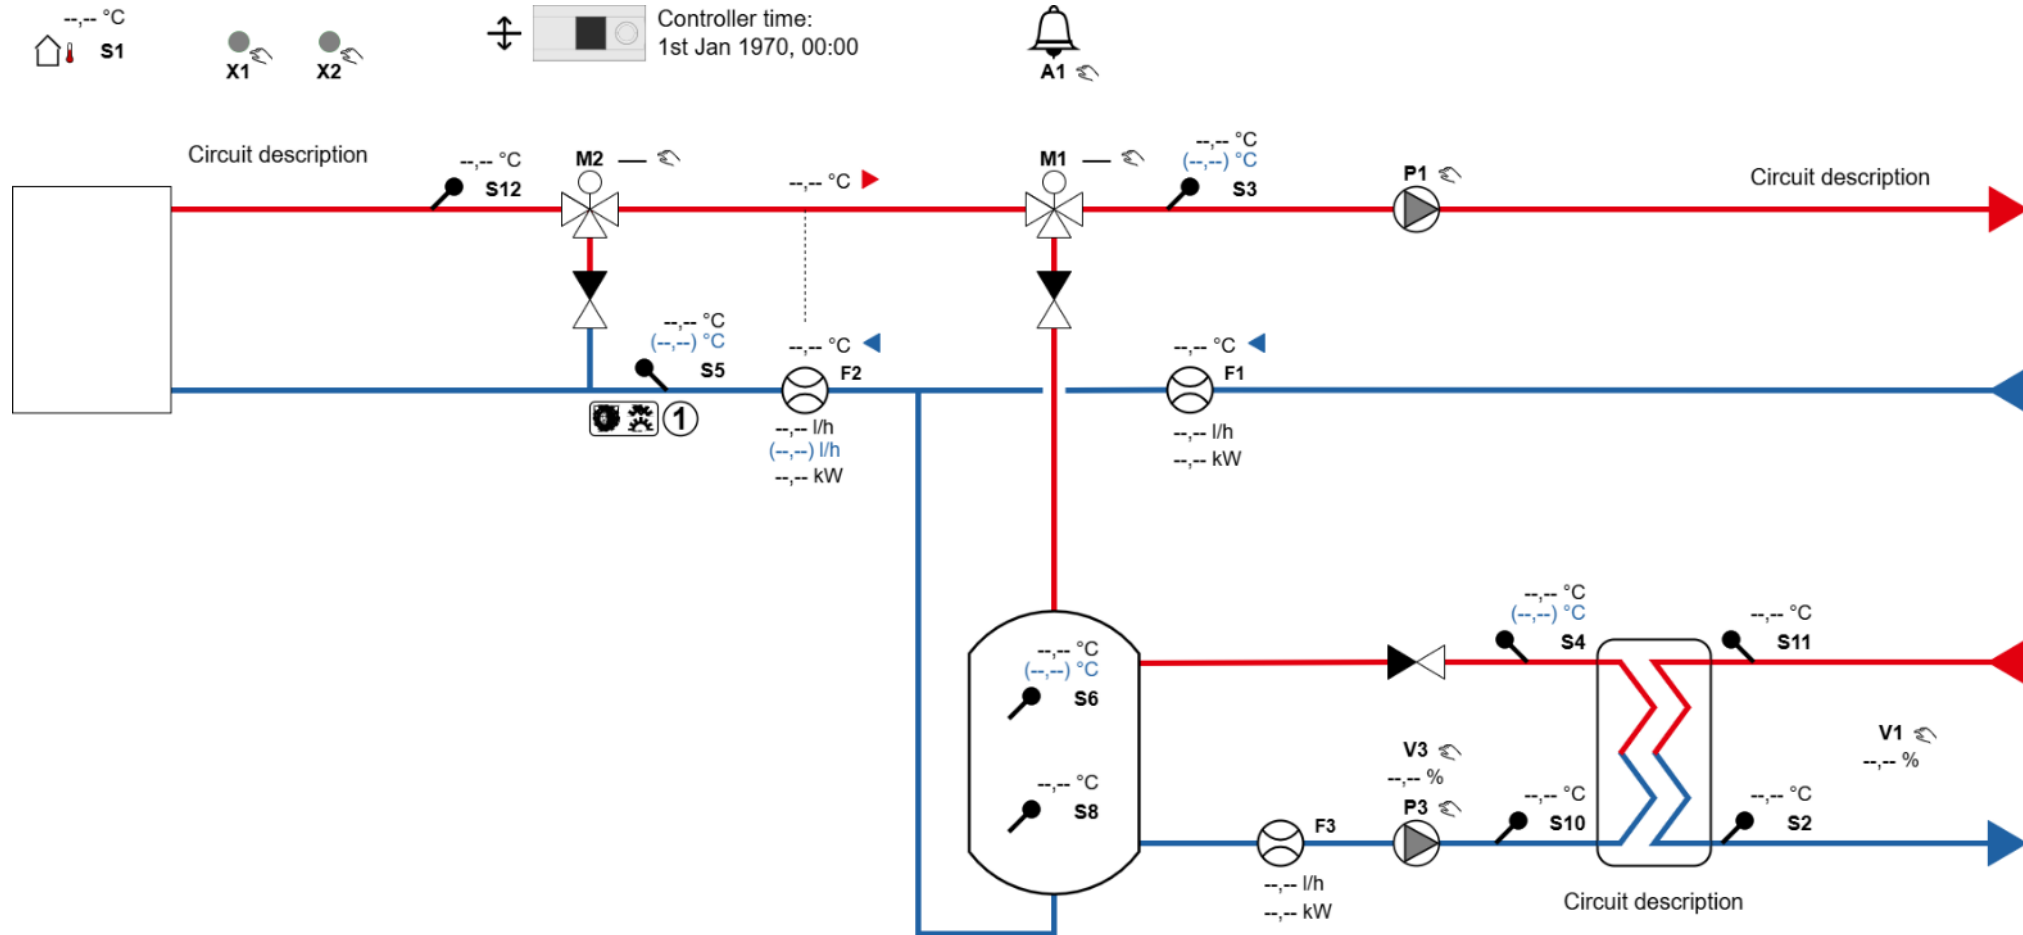 --,-- °C
S1
X1
X2
Controller time:
1st Jan 1970, 00:00
A1
Circuit description
--,-- °C
S12
M2
--,-- °C
M1
--,-- °C
(--,--) °C
S3
P1
Circuit description
--,-- °C
(--,--) °C
S5
1
--,-- °C
F2
--,-- l/h
(--,--) l/h
--,-- kW
--,-- °C
F1
--,-- l/h
--,-- kW
--,-- °C
(--,--) °C
S6
--,-- °C
S8
--,-- °C
(--,--) °C
S4
--,-- °C
S11
V3
--,-- %
P3
V1
--,-- %
F3
--,-- l/h
--,-- kW
--,-- °C
S10
--,-- °C
S2
Circuit description